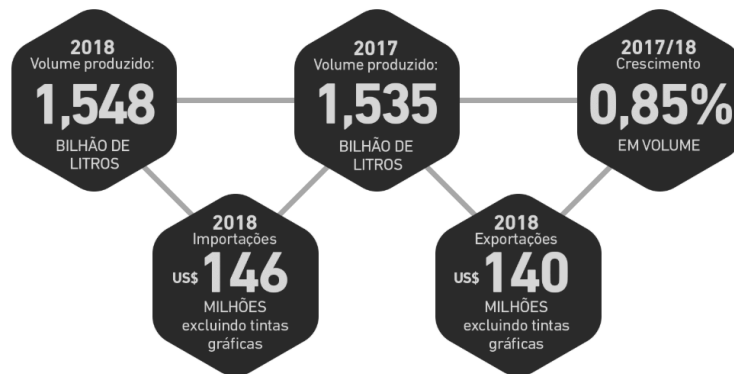 2018
Volume produzido:
1,548
BILHÃO DE
LITROS
2017
Volume produzido:
1,535
BILHÃO DE
LITROS
2017/18
Crescimento
0,85%
EM VOLUME
2018
Importações
US$ 146
MILHÕES
excluindo tintas
gráficas
2018
Exportações
US$ 140
MILHÕES
excluindo tintas
gráficas